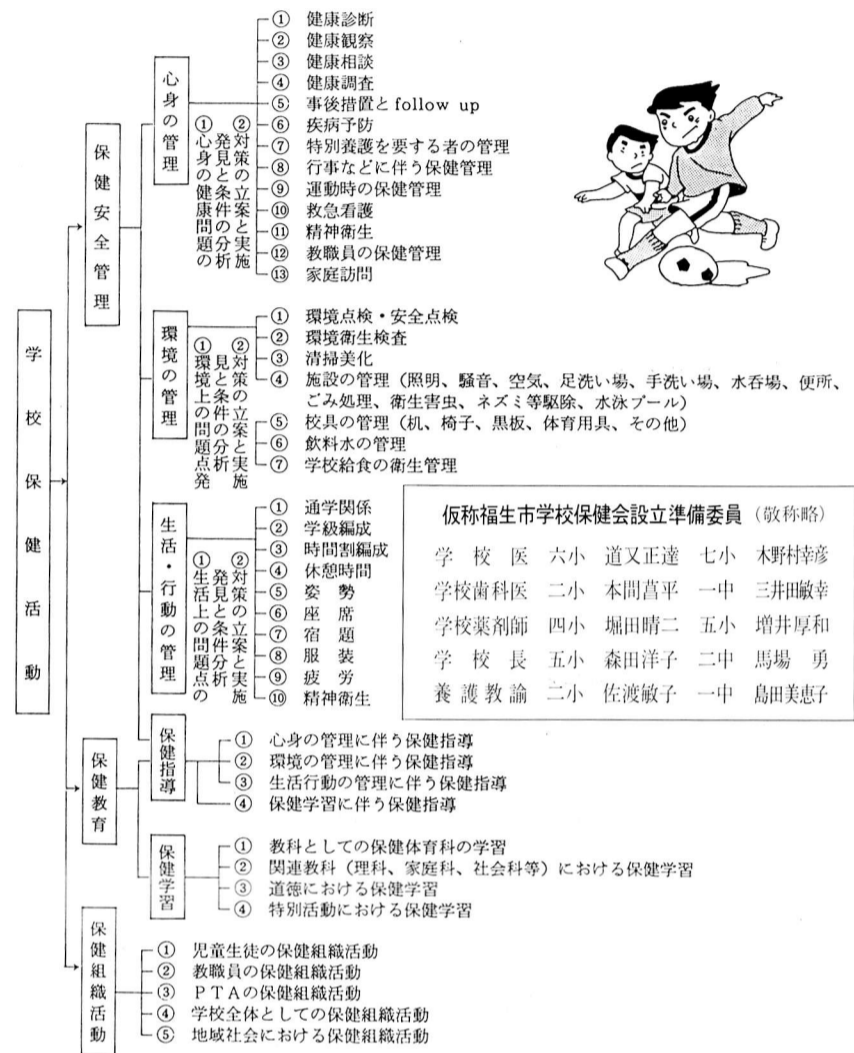 学校保健活動
保健安全管理
心身の管理
①心身の健康問題の
発見と条件の分析
②対策の立案と実施
① 健康診断
② 健康観察
③ 健康相談
④ 健康調査
⑤ 事後措置とfollow up
⑥ 疾病予防
⑦ 特別養護を要する者の管理
⑧ 行事などに伴う保健管理
⑨ 運動時の保健管理
⑩ 救急看護
⑪ 精神衛生
⑫ 教職員の保健管理
⑬ 家庭訪問
環境の管理
①環境上の問題点発
見と条件の分析
②対策の立案と実施
① 環境点検・安全点検
② 環境衛生検査
③ 清掃美化
④ 施設の管理（照明、騒音、空気、足洗い場、手洗い場、水呑場、便所、
ごみ処理、衛生害虫、ネズミ等駆除、水泳プール）
⑤ 校具の管理（机、椅子、黒板、体育用具、その他）
⑥ 飲料水の管理
⑦ 学校給食の衛生管理
生活・行動の管理
①生活上の問題点の
発見と条件分析
②対策の立案と実施
① 通学関係
② 学級編成
③ 時間割編成
④ 休憩時間
⑤ 姿勢
⑥ 座席
⑦ 宿題
⑧ 服装
⑨ 疲労
⑩ 精神衛生
仮称福生市学校保健会設立準備委員（敬称略）
学校医 六小 道又正達 七小 木野村幸彦
学校歯科医 二小 本間菖平 一中 三井田敏幸
学校薬剤師 四小 堀田晴二 五小 増井厚和
学校長 五小 森田洋子 二中 馬場勇
養護教諭 二小 佐渡敏子 一中 島田美恵子
保健教育
保健指導
① 心身の管理に伴う保健指導
② 環境の管理に伴う保健指導
③ 生活行動の管理に伴う保健指導
④ 保健学習に伴う保健指導
保健学習
① 教科としての保健体育科の学習
② 関連教科（理科、家庭科、社会科等）における保健学習
③ 道徳における保健学習
④ 特別活動における保健学習
保健組織活動
① 児童生徒の保健組織活動
② 教職員の保健組織活動
③ PTAの保健組織活動
④ 学校全体としての保健組織活動
⑤ 地域社会における保健組織活動